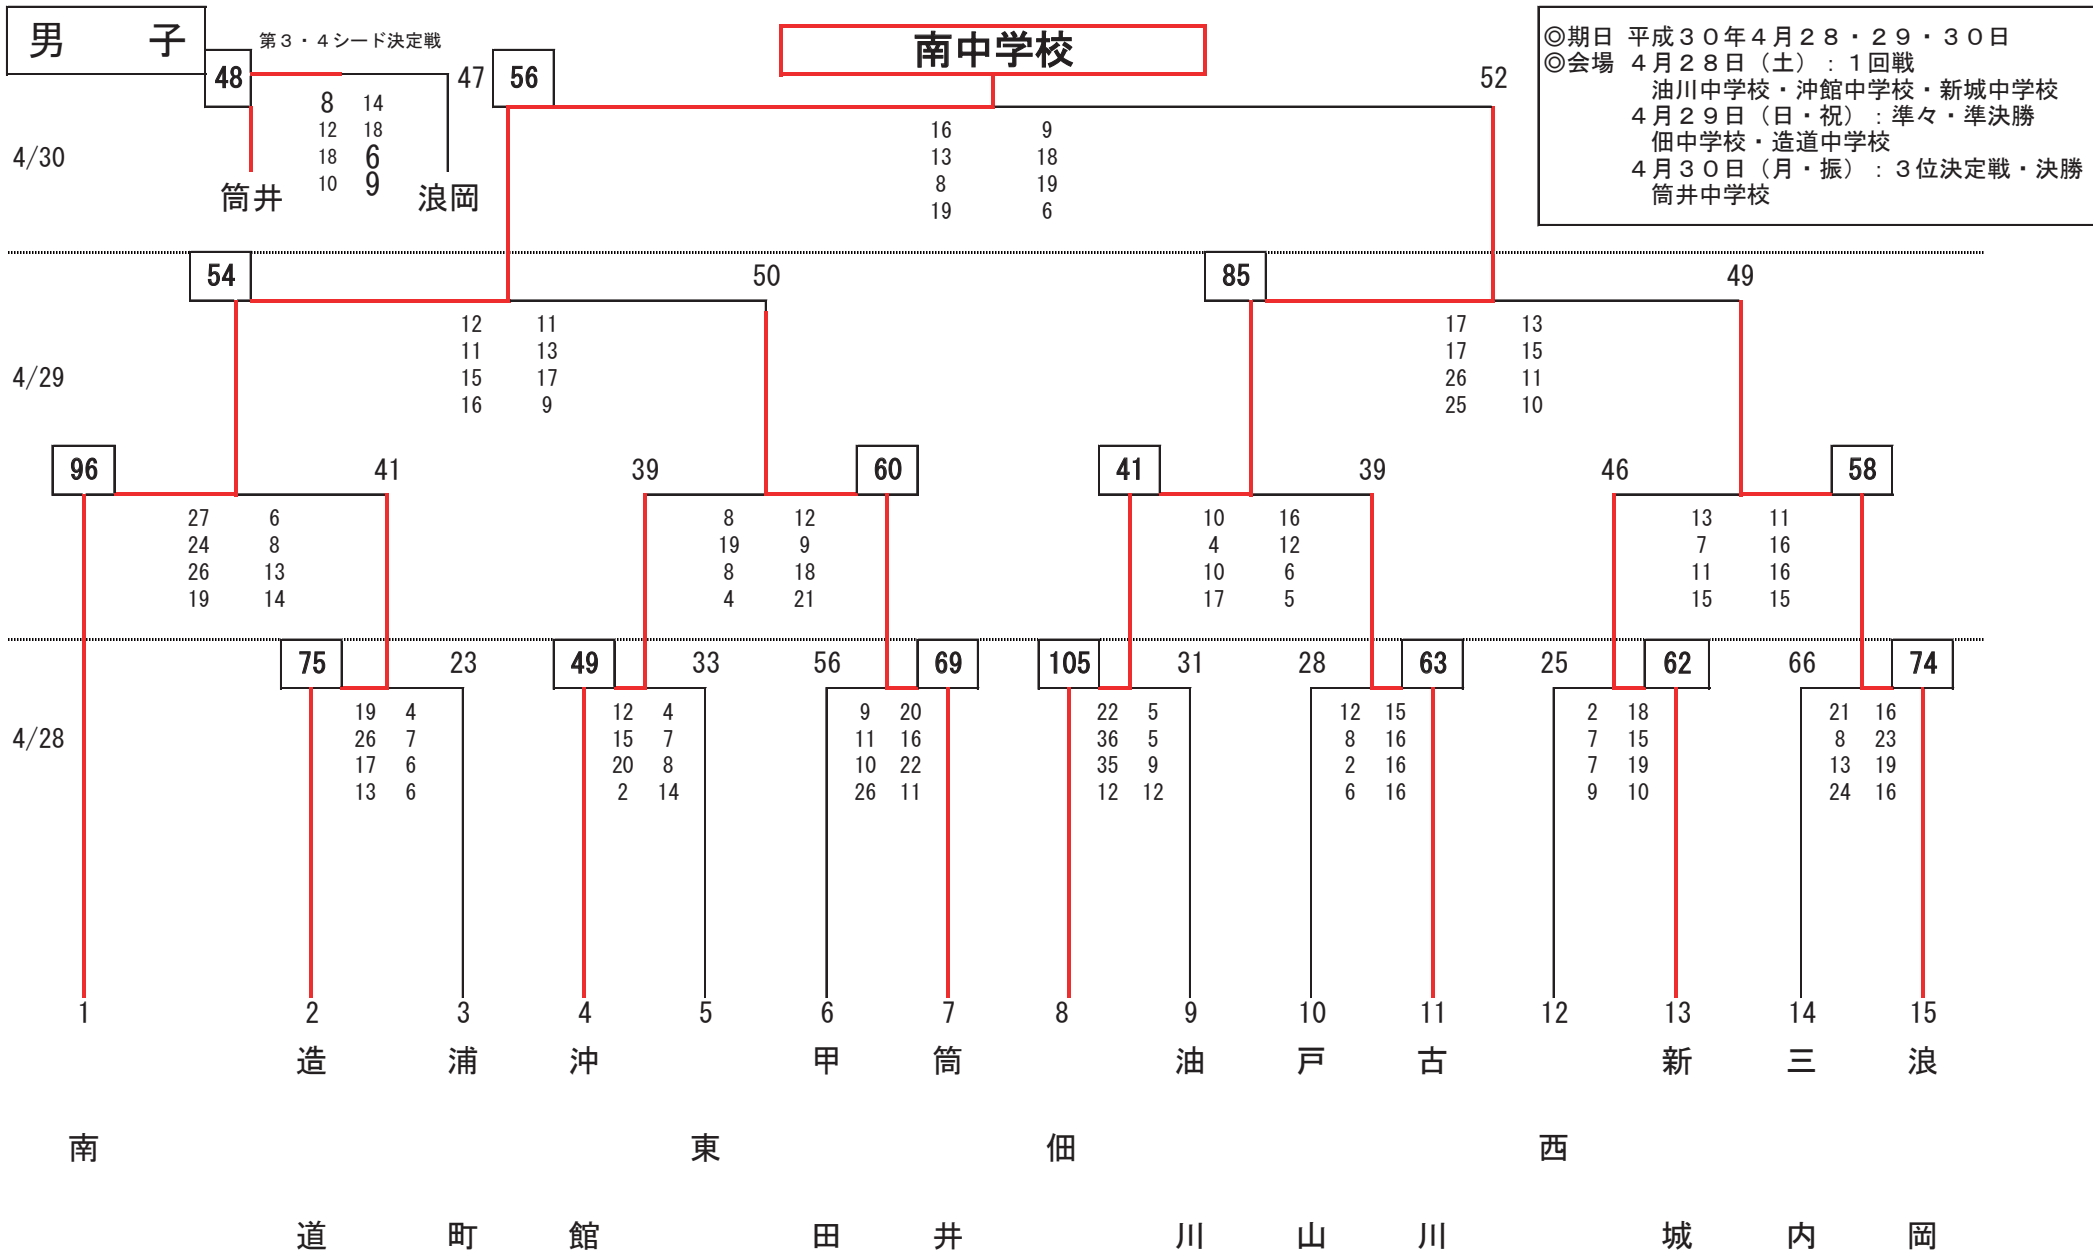 男 子
第３・４シード決定戦
48 47
8 14
12 18
18 6
10 9
筒井 浪岡
南中学校
◎期日 平成３０年４月２８・２９・３０日
◎会場 ４月２８日（土）：１回戦
油川中学校・沖館中学校・新城中学校
４月２９日（日・祝）：準々・準決勝
佃中学校・造道中学校
４月３０日（月・振）：３位決定戦・決勝
筒井中学校
4/30
56 52
16 9
13 18
8 19
19 6
54 50 85 49
12 11 17 13
11 13 17 15
15 17 26 11
16 9 25 10
4/29
96 41 39 60 41 39 46 58
27 6 8 12 10 16 13 11
24 8 19 9 4 12 7 16
26 13 8 18 10 6 11 16
19 14 4 21 17 5 15 15
75 23 49 33 56 69 105 31 28 63 25 62 66 74
19 4 12 4 9 20 22 5 12 15 2 18 21 16
26 7 15 7 11 16 36 5 8 16 7 15 8 23
17 6 20 8 10 22 35 9 2 16 7 19 13 19
13 6 2 14 26 11 12 12 6 16 9 10 24 16
4/28
1 2 3 4 5 6 7 8 9 10 11 12 13 14 15
南
造道
浦町
沖館
東
甲田
筒井
佃
油川
戸山
古川
西
新城
三内
浪岡